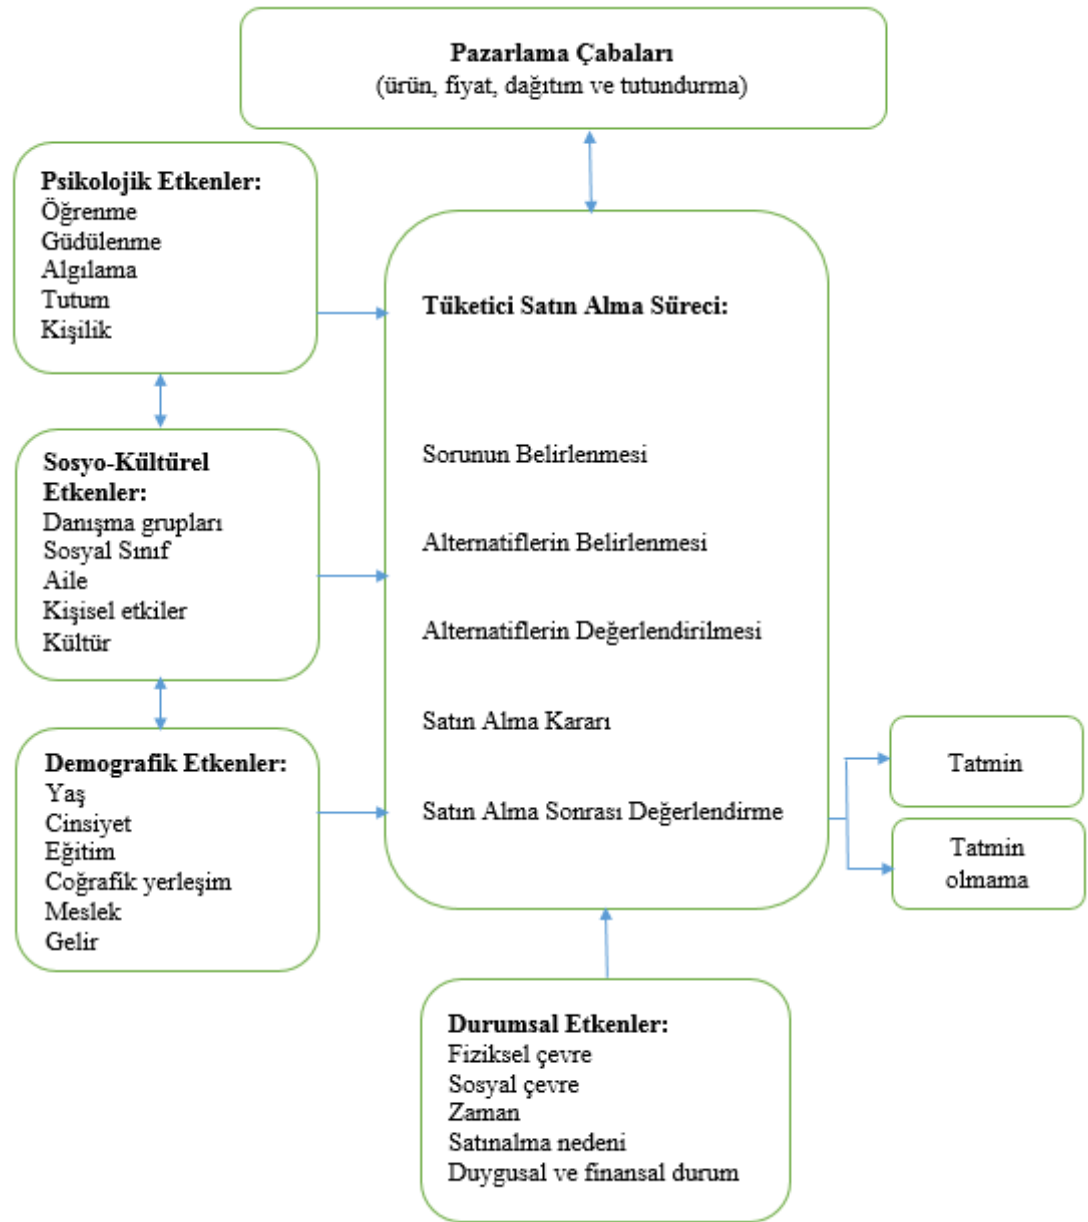 Pazarlama Çabaları
(ürün, fiyat, dağıtım ve tutundurma)
Psikolojik Etkenler:
Öğrenme
Güdülenme
Algılama
Tutum
Kişilik
Sosyo-Kültürel
Etkenler:
Danışma grupları
Sosyal Sınıf
Aile
Kişisel etkiler
Kültür
Demografik Etkenler:
Yaş
Cinsiyet
Eğitim
Coğrafik yerleşim
Meslek
Gelir
Tüketici Satın Alma Süreci:
Sorunun Belirlenmesi
Alternatiflerin Belirlenmesi
Alternatiflerin Değerlendirilmesi
Satın Alma Kararı
Satın Alma Sonrası Değerlendirme
Tatmin
Tatmin
olmama
Durumsal Etkenler:
Fiziksel çevre
Sosyal çevre
Zaman
Satınalma nedeni
Duygusal ve finansal durum